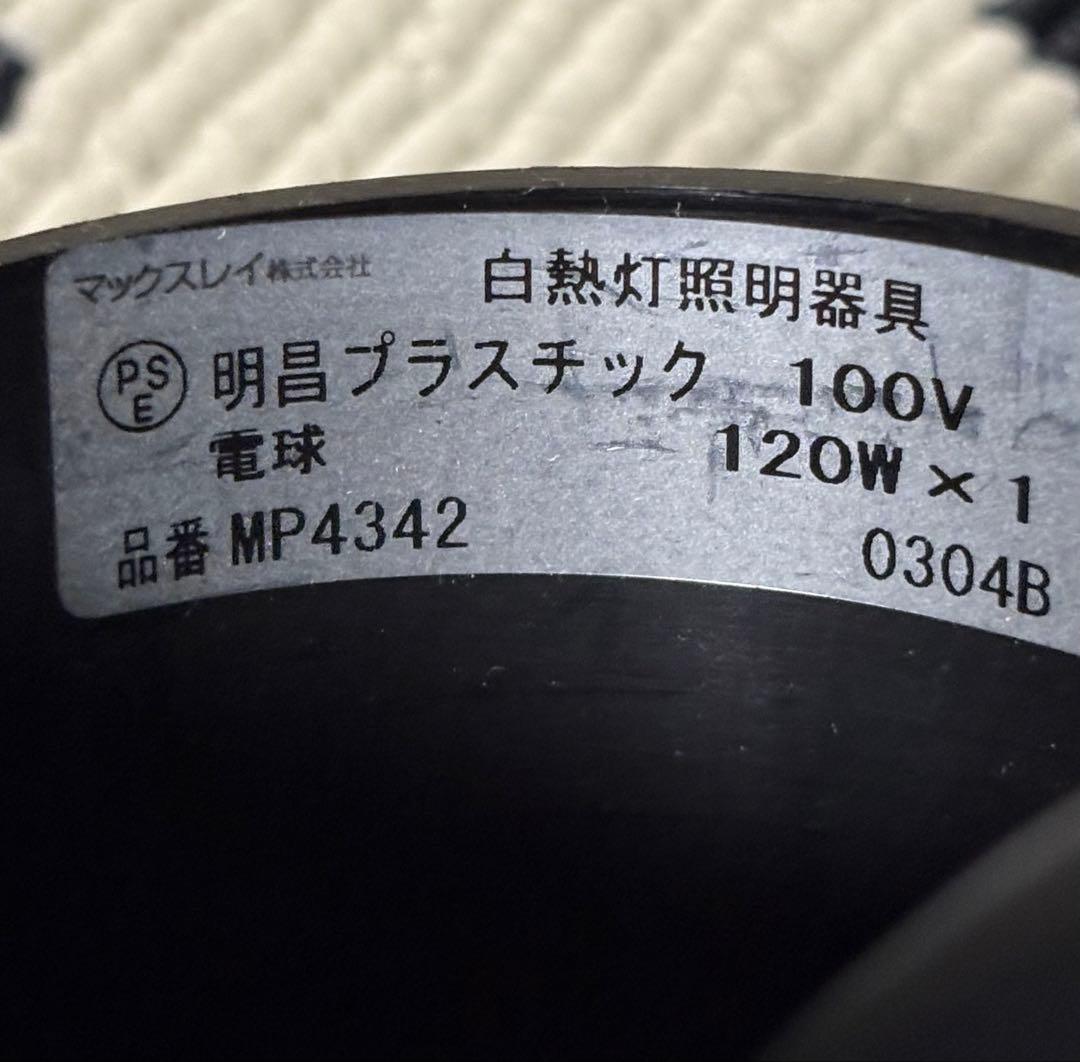 マックスレイ株式会社 白熱灯照明器具
PSE 明昌プラスチック 100V
電球 120W×1
品番 MP4342 0304B